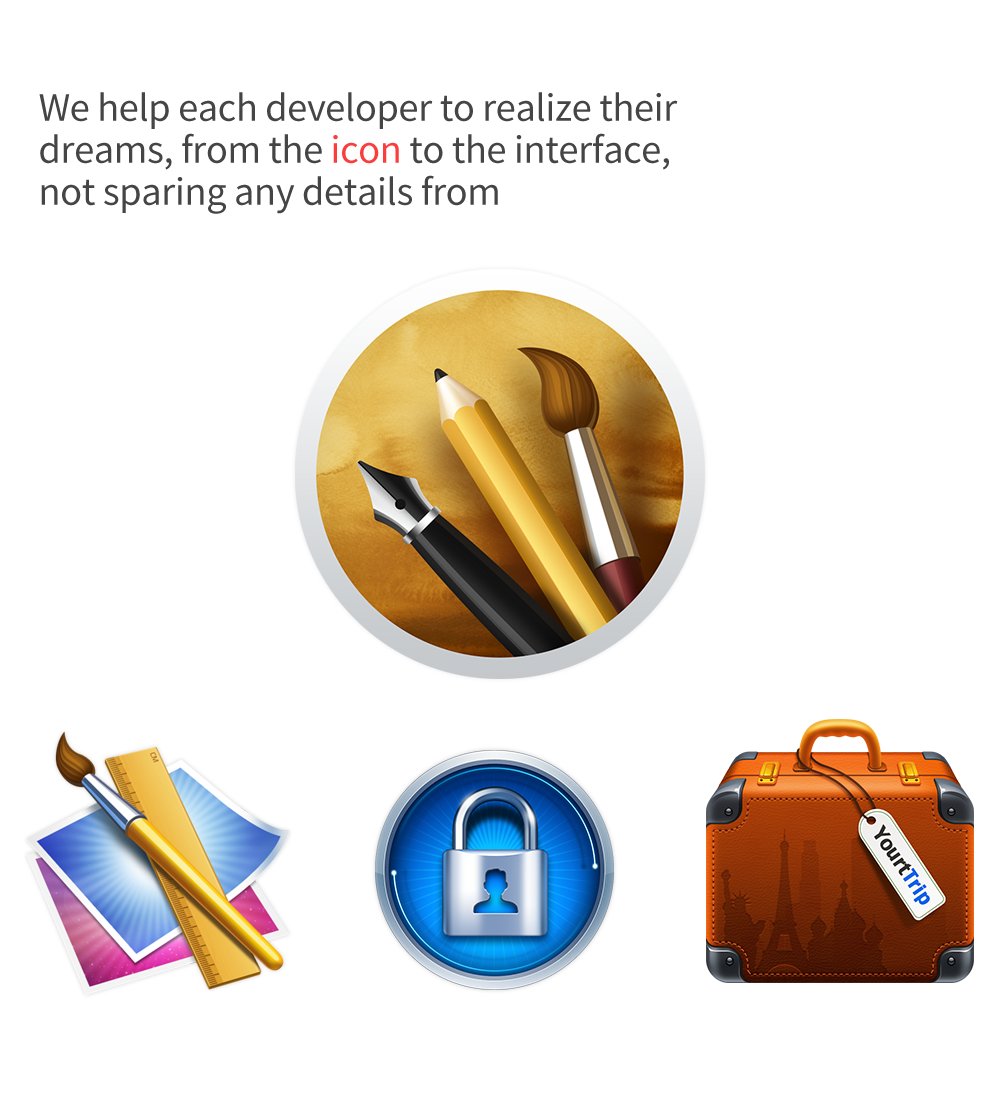 We help each developer to realize their
dreams, from the icon to the interface,
not sparing any details from
CM
YourtTrip